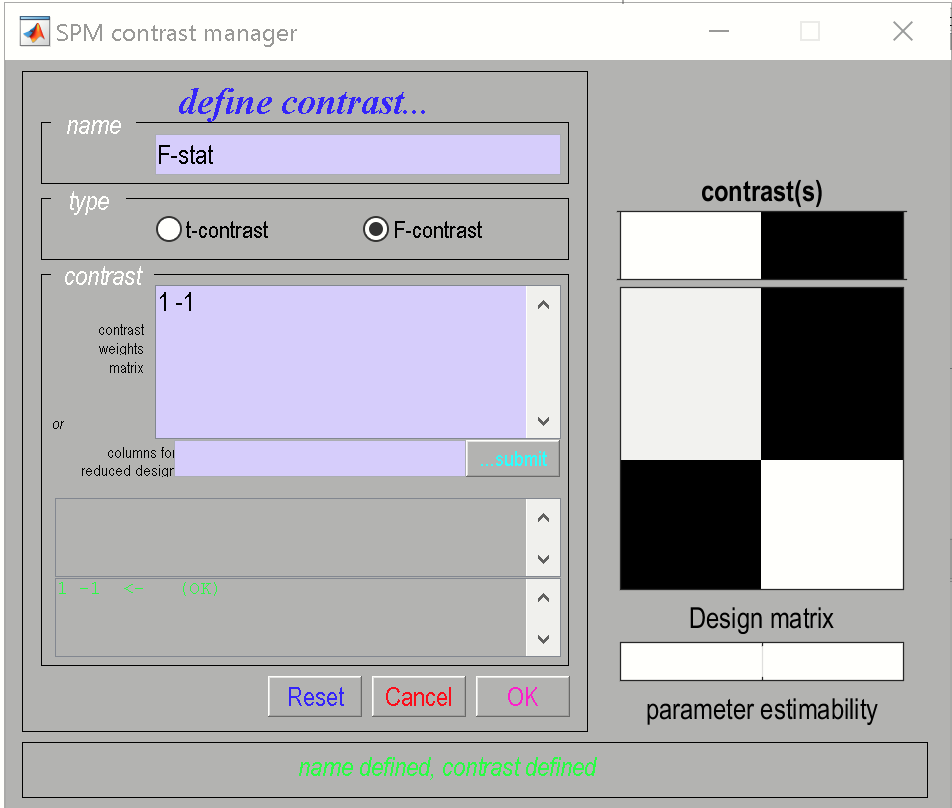 SPM contrast manager
define contrast...
name
F-stat
type
t-contrast
F-contrast
contrast
1 -1
contrast
weights
matrix
or
columns for
reduced design
...submit
1 -1 <- (OK)
Reset
Cancel
OK
name defined, contrast defined
contrast(s)
Design matrix
parameter estimability